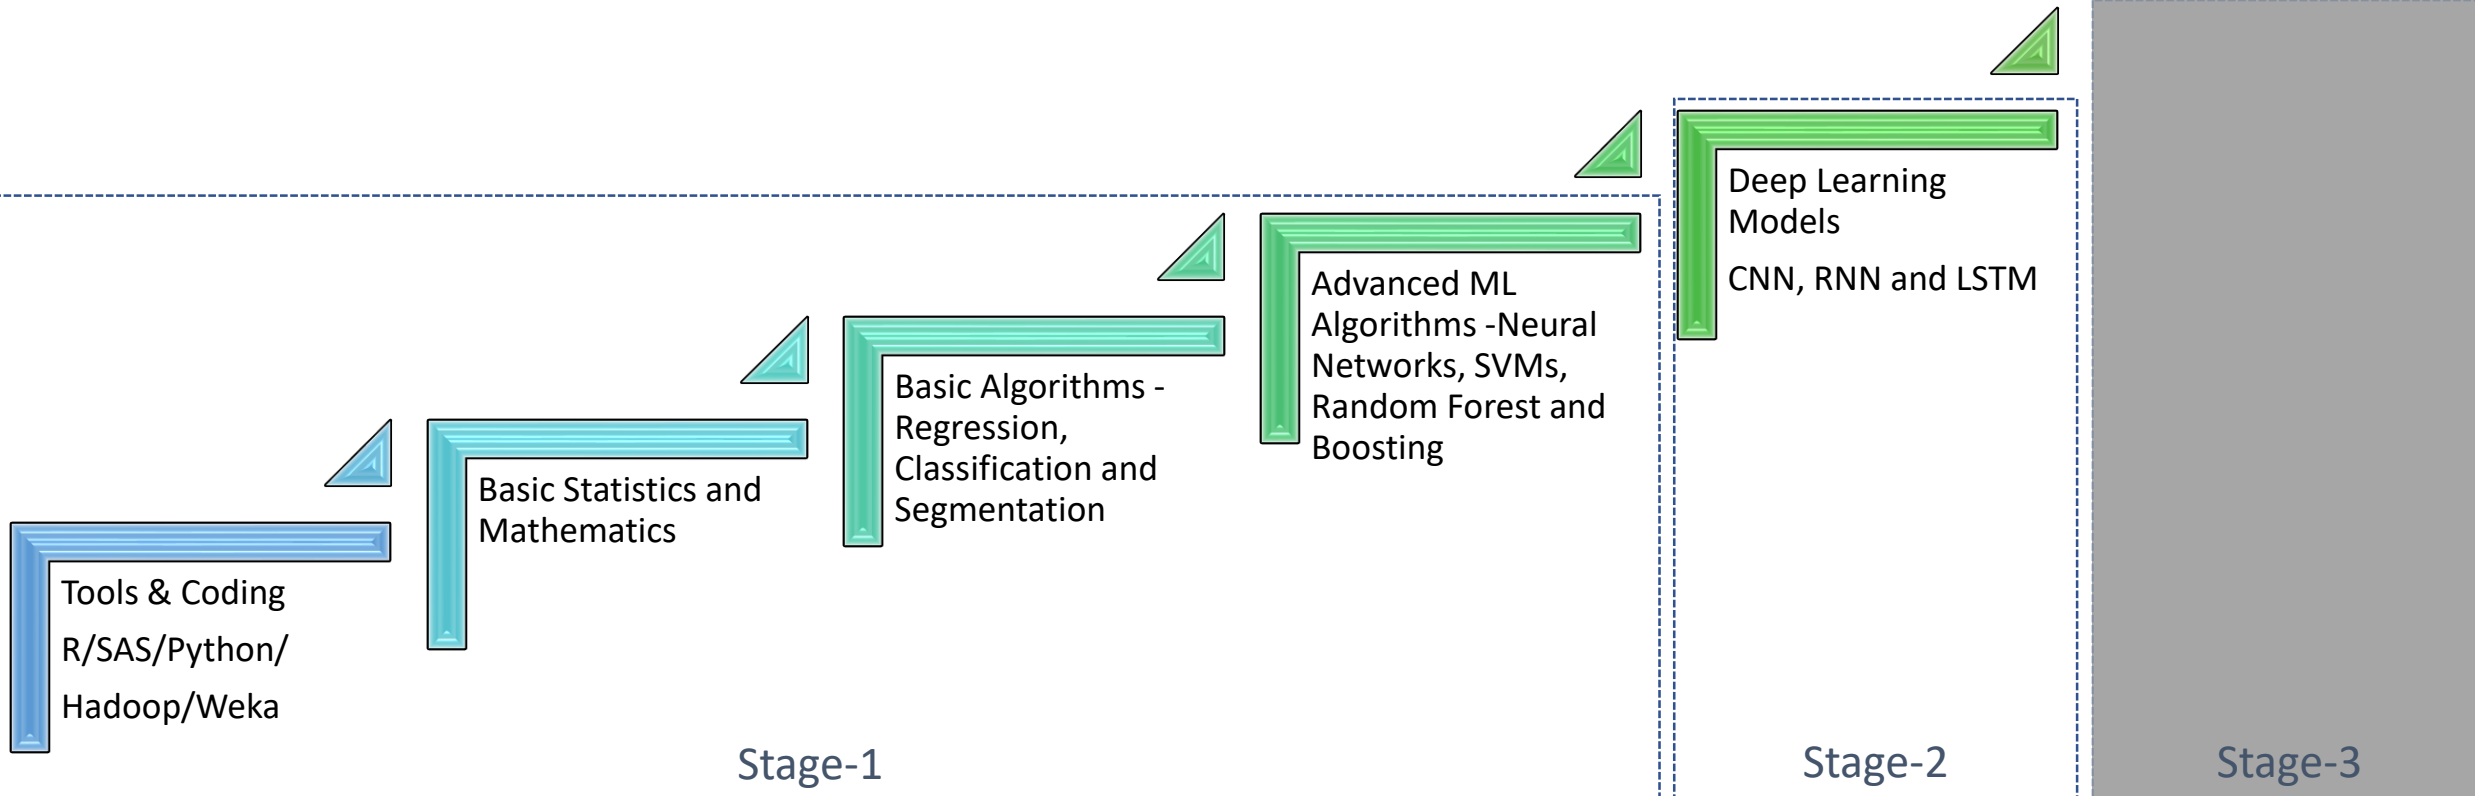 Tools & Coding
R/SAS/Python/
Hadoop/Weka
Basic Statistics and
Mathematics
Basic Algorithms -
Regression,
Classification and
Segmentation
Advanced ML
Algorithms -Neural
Networks, SVMs,
Random Forest and
Boosting
Deep Learning
Models
CNN, RNN and LSTM
Stage-1
Stage-2
Stage-3